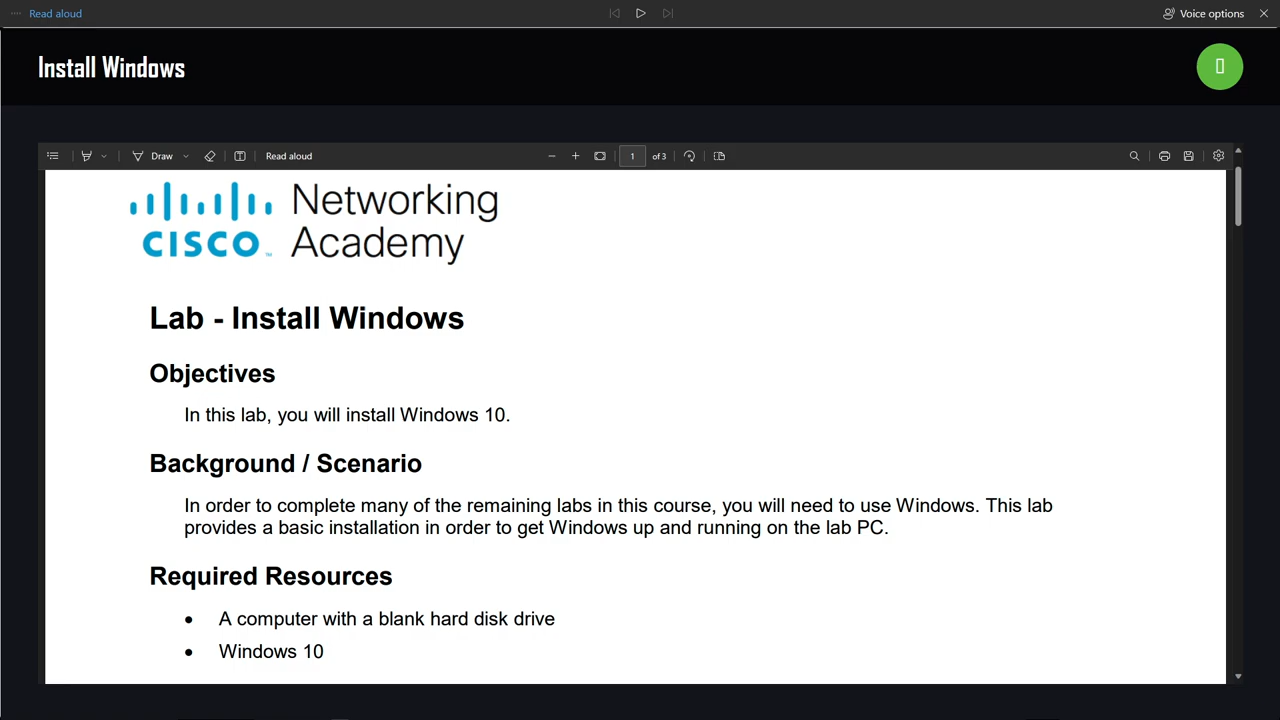 Read aloud
Voice options
Install Windows
Draw
Read aloud
1 of 3
Networking
CISCO™ Academy
Lab - Install Windows
Objectives
In this lab, you will install Windows 10.
Background / Scenario
In order to complete many of the remaining labs in this course, you will need to use Windows. This lab
provides a basic installation in order to get Windows up and running on the lab PC.
Required Resources
• A computer with a blank hard disk drive
• Windows 10